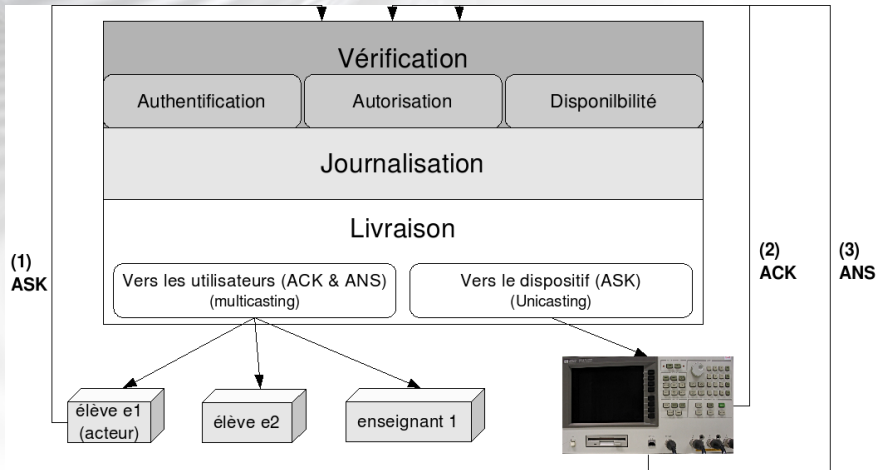 Vérification
Authentification
Autorisation
Disponilbilité
Journalisation
Livraison
Vers les utilisateurs (ACK & ANS)
(multicasting)
Vers le dispositif (ASK)
(Unicasting)
(1)
ASK
(2)
ACK
(3)
ANS
élève e1
(acteur)
élève e2
enseignant 1